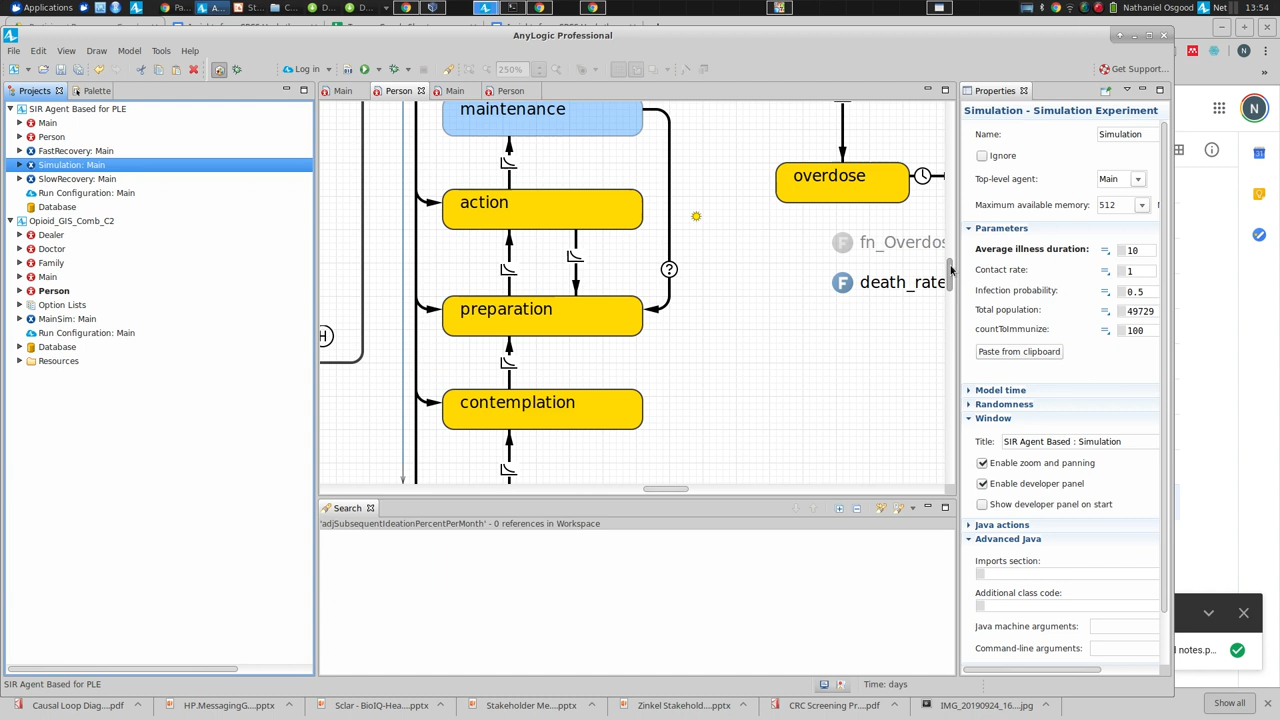 Applications
Pa...
A...
D...
D...
Nathaniel Osgood
Net
13:54
AnyLogic Professional
File Edit View Draw Model Tools Help
Log in
250%
Get Support...
Projects
Palette
Main
Person
Main
Person
Properties
SIR Agent Based for PLE
Main
Person
FastRecovery: Main
Simulation: Main
SlowRecovery: Main
Run Configuration: Main
Database
Opioid_GIS_Comb_C2
Dealer
Doctor
Family
Main
Person
Option Lists
MainSim: Main
Run Configuration: Main
Database
Resources
maintenance
action
preparation
contemplation
overdose
?
H
F fn_Overdos
F death_rate
Search
'adjSubsequentIdeationPercentPerMonth' - 0 references in Workspace
Simulation - Simulation Experiment
Name: Simulation
Ignore
Top-level agent: Main
Maximum available memory: 512
Parameters
Average illness duration: 10
Contact rate: 1
Infection probability: 0.5
Total population: 49729
countToImmunize: 100
Paste from clipboard
Model time
Randomness
Window
Title: SIR Agent Based : Simulation
Enable zoom and panning
Enable developer panel
Show developer panel on start
Java actions
Advanced Java
Imports section:
Additional class code:
Java machine arguments:
Command-line arguments:
N
N
notes.p...
SIR Agent Based for PLE
Time: days
Causal Loop Diag....pdf
HP.MessagingG....pptx
Sclar - BioIQ-Hea....pptx
Stakeholder Me....pptx
Zinkel Stakehold....pptx
CRC Screening Pr....pdf
IMG_20190924_16....jpg
Show all